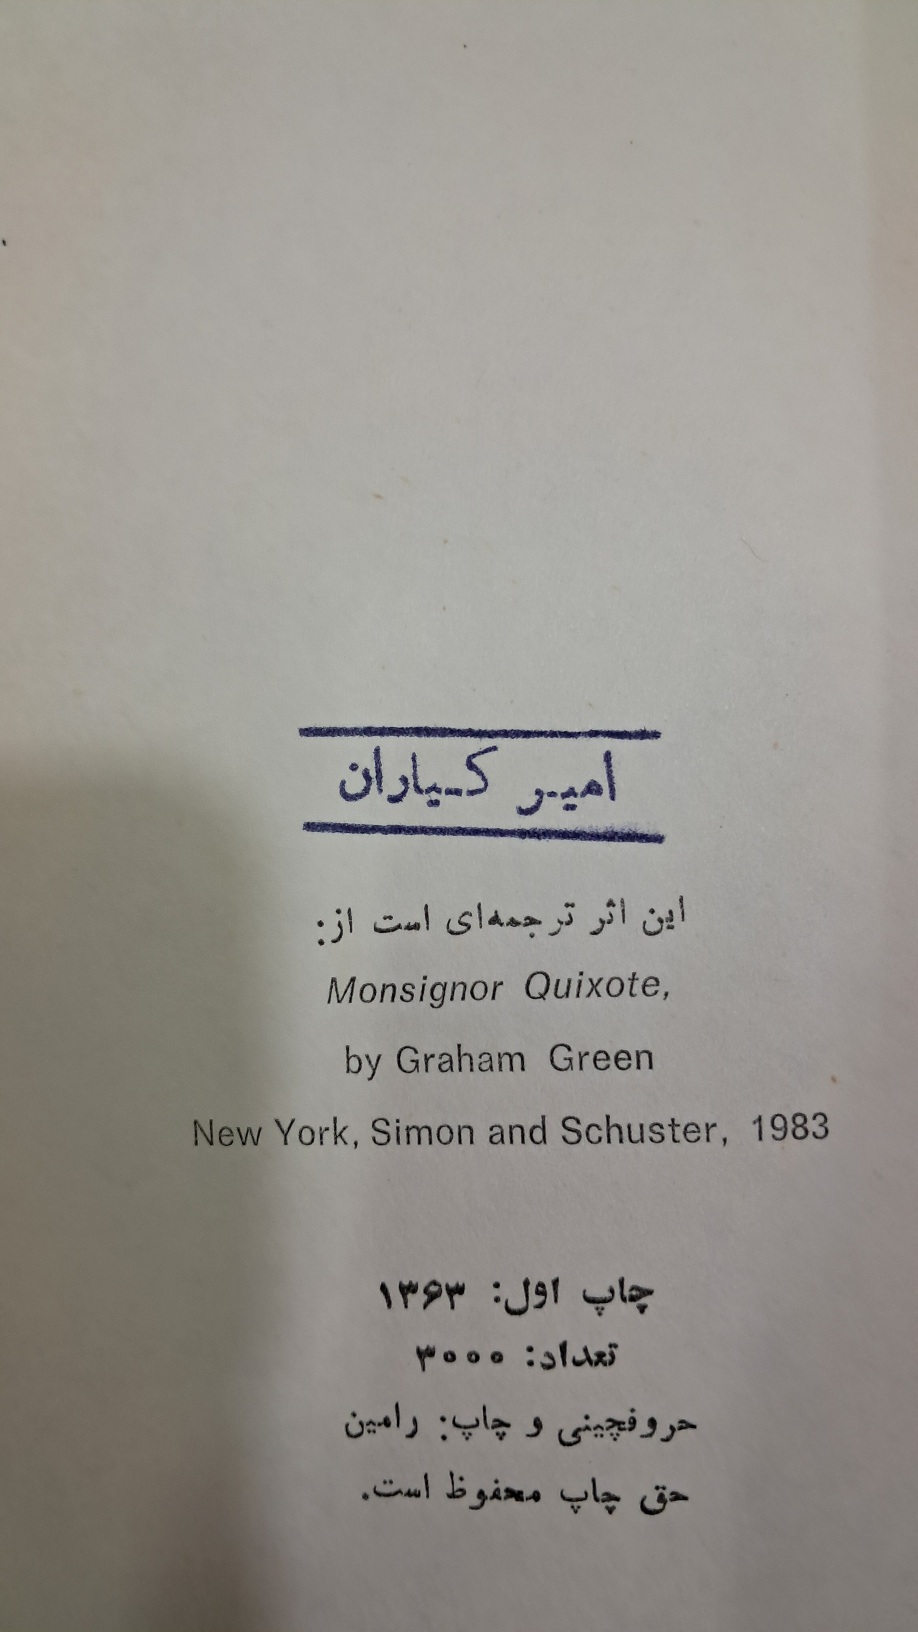 امیر کیاران
این اثر ترجمه‌ای است از:
Monsignor Quixote,
by Graham Green
New York, Simon and Schuster, 1983
چاپ اول: ۱۳۶۳
تعداد: ۳۰۰۰
حروفچینی و چاپ: رامین
حق چاپ محفوظ است.